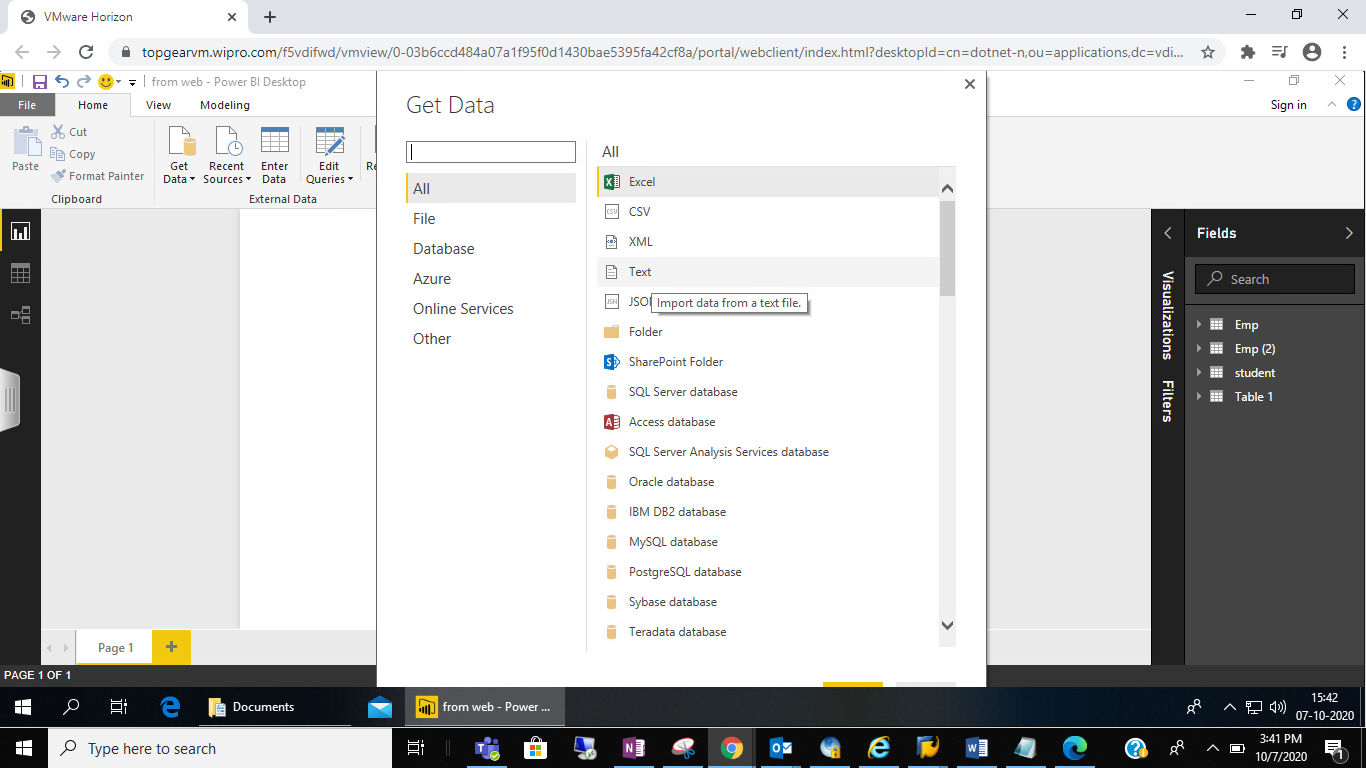 VMware Horizon
topgearvm.wipro.com/f5vdifwd/vmview/0-03b6ccd484a07a1f95f0d1430bae5395fa42cf8a/portal/webclient/index.html?desktopId=cn=dotnet-n,ou=applications,dc=vdi...
from web - Power BI Desktop
File Home View Modeling
Sign in
Paste
Cut
Copy
Format Painter
Clipboard
Get Data
Recent Sources
Enter Data
Edit Queries
Re
External Data
Get Data
All
File
Database
Azure
Online Services
Other
All
Excel
CSV
XML
Text
JSO
Import data from a text file.
Folder
SharePoint Folder
SQL Server database
Access database
SQL Server Analysis Services database
Oracle database
IBM DB2 database
MySQL database
PostgreSQL database
Sybase database
Teradata database
Visualizations
Filters
Fields
Search
Emp
Emp (2)
student
Table 1
Page 1
PAGE 1 OF 1
Documents
from web - Power ...
15:42
07-10-2020
Type here to search
3:41 PM
10/7/2020
1